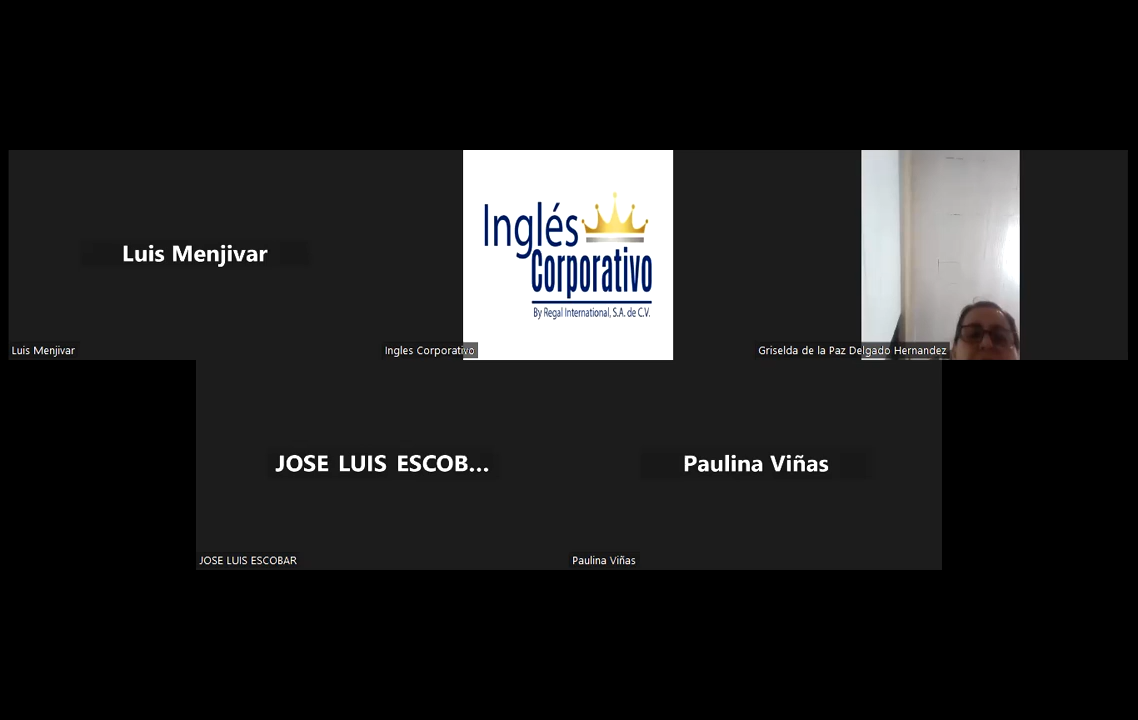 Luis Menjivar
Luis Menjivar
Inglés
Corporativo
By Regal International, S.A. de C.V.
Ingles Corporativo
Griselda de la Paz Delgado Hernandez
JOSE LUIS ESCOB...
JOSE LUIS ESCOBAR
Paulina Viñas
Paulina Viñas